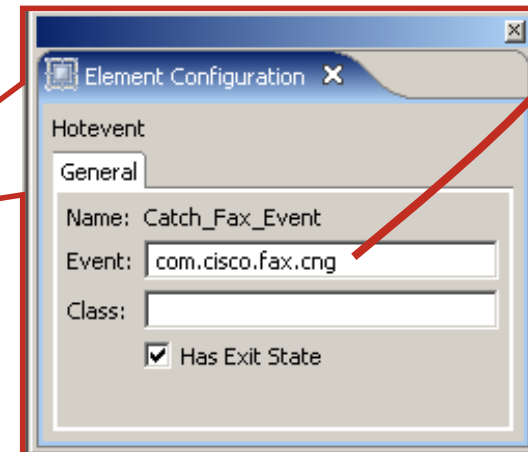 Element Configuration
Hotevent
General
Name: Catch_Fax_Event
Event: com.cisco.fax.cng
Class:
Has Exit State